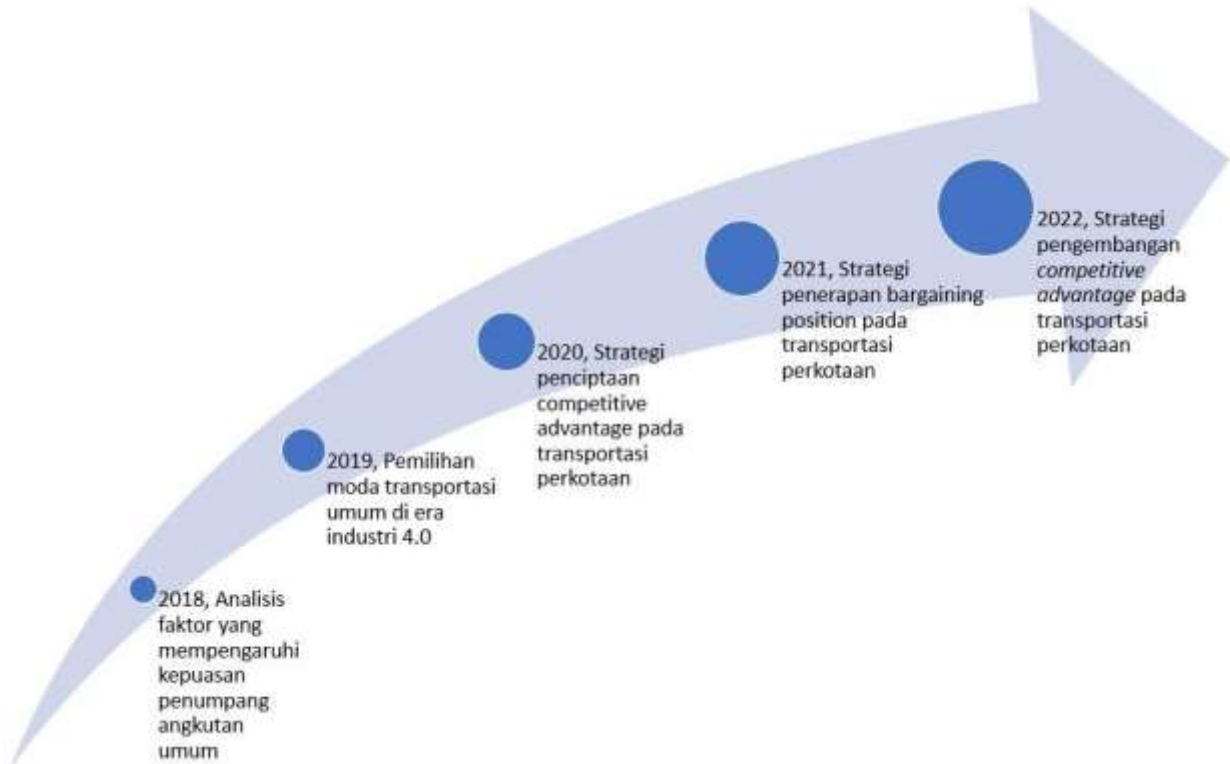 2018, Analisis
faktor yang
mempengaruhi
kepuasan
penumpang
angkutan
umum
2019, Pemilihan
moda transportasi
umum di era
industri 4.0
2020, Strategi
penciptaan
competitive
advantage pada
transportasi
perkotaan
2021, Strategi
penerapan bargaining
position pada
transportasi
perkotaan
2022, Strategi
pengembangan
competitive
advantage pada
transportasi
perkotaan